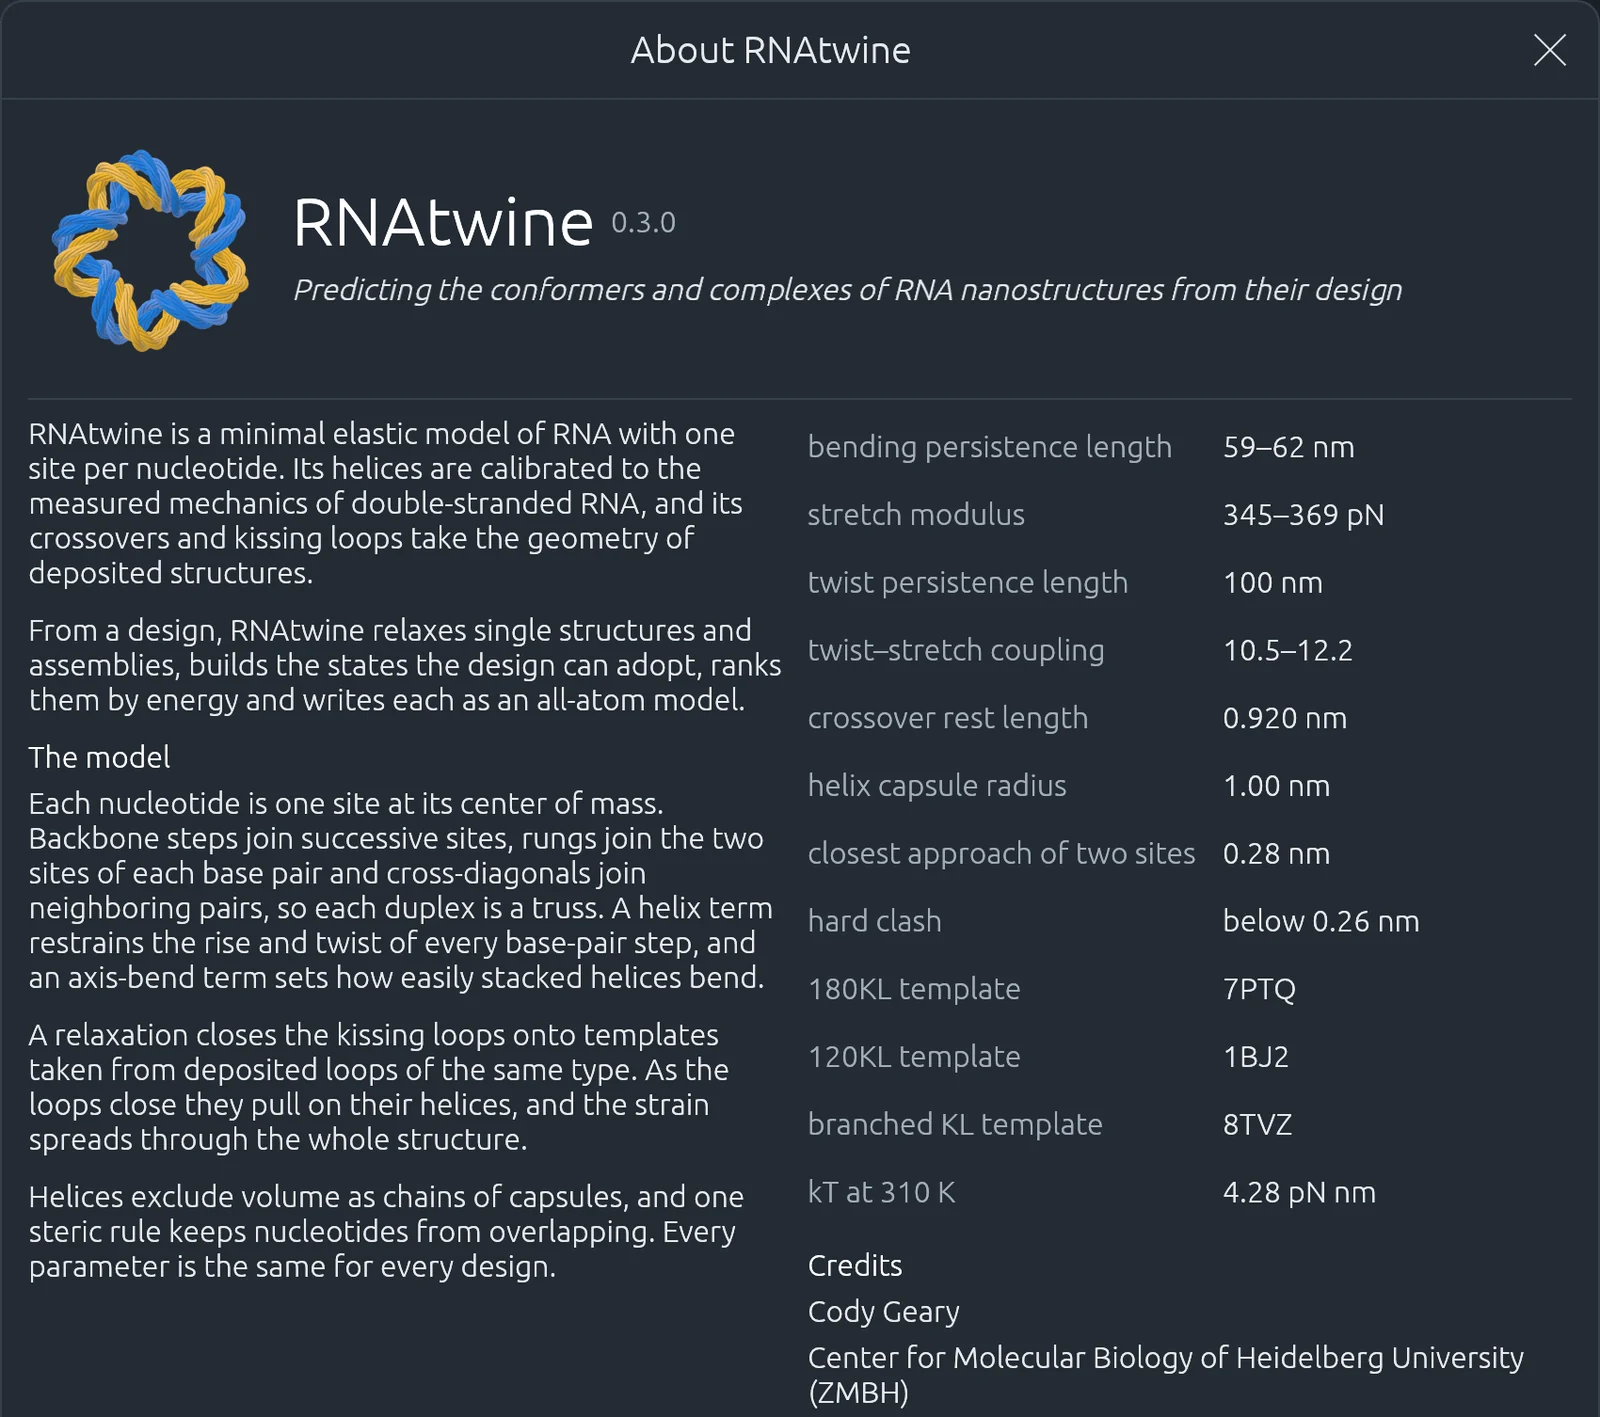 About RNAtwine
RNAtwine 0.3.0
Predicting the conformers and complexes of RNA nanostructures from their design
RNAtwine is a minimal elastic model of RNA with one
site per nucleotide. Its helices are calibrated to the
measured mechanics of double-stranded RNA, and its
crossovers and kissing loops take the geometry of
deposited structures.
From a design, RNAtwine relaxes single structures and
assemblies, builds the states the design can adopt, ranks
them by energy and writes each as an all-atom model.
The model
Each nucleotide is one site at its center of mass.
Backbone steps join successive sites, rungs join the two
sites of each base pair and cross-diagonals join
neighboring pairs, so each duplex is a truss. A helix term
restrains the rise and twist of every base-pair step, and
an axis-bend term sets how easily stacked helices bend.
A relaxation closes the kissing loops onto templates
taken from deposited loops of the same type. As the
loops close they pull on their helices, and the strain
spreads through the whole structure.
Helices exclude volume as chains of capsules, and one
steric rule keeps nucleotides from overlapping. Every
parameter is the same for every design.
bending persistence length 59–62 nm
stretch modulus 345–369 pN
twist persistence length 100 nm
twist–stretch coupling 10.5–12.2
crossover rest length 0.920 nm
helix capsule radius 1.00 nm
closest approach of two sites 0.28 nm
hard clash below 0.26 nm
180KL template 7PTQ
120KL template 1BJ2
branched KL template 8TVZ
kT at 310 K 4.28 pN nm
Credits
Cody Geary
Center for Molecular Biology of Heidelberg University
(ZMBH)